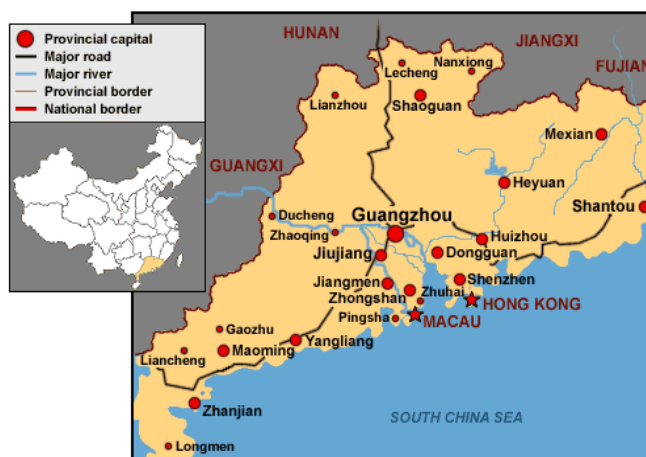 Provincial capital
Major road
Major river
Provincial border
National border
HUNAN
JIANGXI
FUJIAN
GUANGXI
Lecheng
Nanxiong
Lianzhou
Shaoguan
Mexian
Heyuan
Shantou
Ducheng
Zhaoqing
Guangzhou
Huizhou
Jiujiang
Dongguan
Jiangmen
Shenzhen
Zhongshan
Zhuhai
HONG KONG
Pingsha
MACAU
Gaozhu
Yangliang
Liancheng
Maoming
Zhanjian
SOUTH CHINA SEA
Longmen